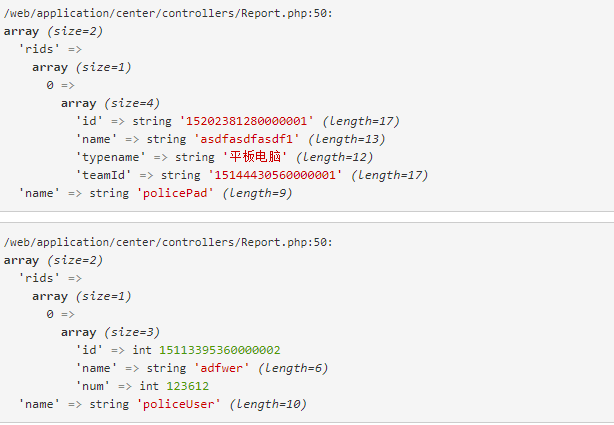 /web/application/center/controllers/Report.php:50:
array (size=2)
'rids' =>
array (size=1)
0 =>
array (size=4)
'id' => string '15202381280000001' (length=17)
'name' => string 'asdfasdfasdf1' (length=13)
'typename' => string '平板电脑' (length=12)
'teamId' => string '15144430560000001' (length=17)
'name' => string 'policePad' (length=9)
/web/application/center/controllers/Report.php:50:
array (size=2)
'rids' =>
array (size=1)
0 =>
array (size=3)
'id' => int 15113395360000002
'name' => string 'adfwer' (length=6)
'num' => int 123612
'name' => string 'policeUser' (length=10)